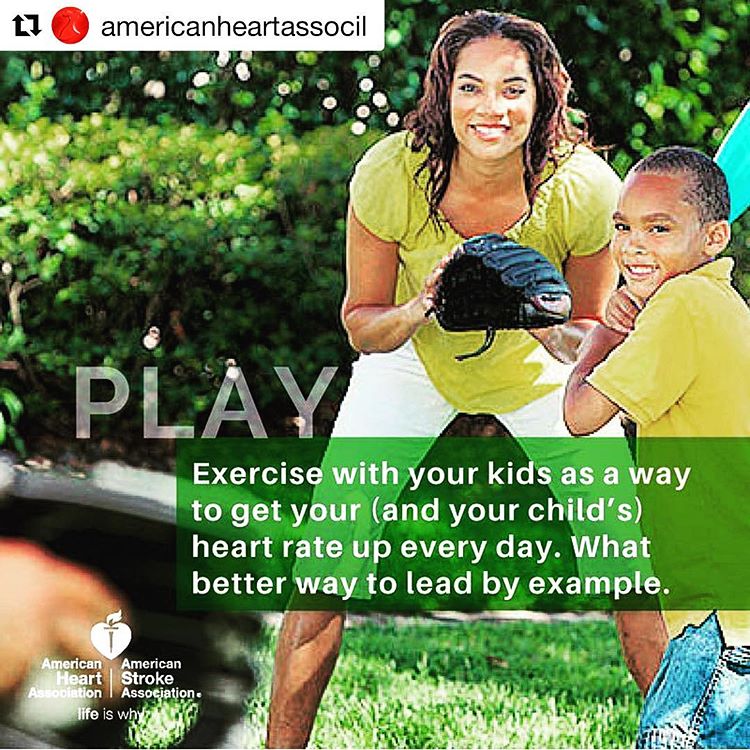 americanheartassocil
PLAY
Exercise with your kids as a way
to get your (and your child's)
heart rate up every day. What
better way to lead by example.
American
Heart
Association
American
Stroke
Association®
life is why